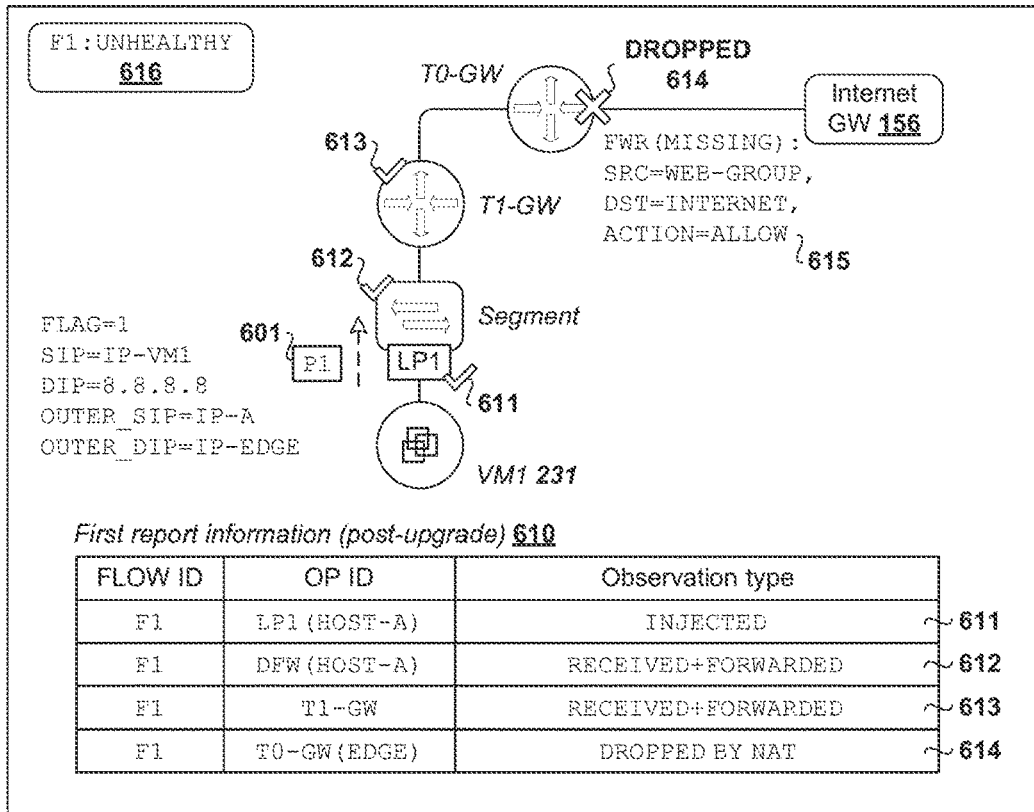 F1:UNHEALTHY
616
T0-GW
DROPPED
614
Internet
GW 156
613
T1-GW
FWR(MISSING):
SRC=WEB-GROUP,
DST=INTERNET,
ACTION=ALLOW
615
612
Segment
FLAG=1
SIP=IP-VM1
DIP=8.8.8.8
OUTER_SIP=IP-A
OUTER_DIP=IP-EDGE
601
P1
LP1
611
VM1 231
First report information (post-upgrade) 610
FLOW ID OP ID Observation type
F1 LP1(HOST-A) INJECTED 611
F1 DFW(HOST-A) RECEIVED+FORWARDED 612
F1 T1-GW RECEIVED+FORWARDED 613
F1 T0-GW(EDGE) DROPPED BY NAT 614